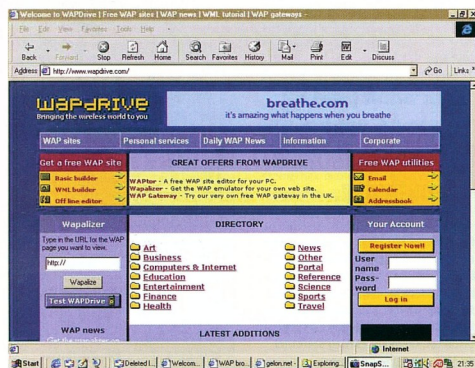 Welcome to WAPDrive | Free WAP sites | WAP news | WML tutorial | WAP gateways -
File Edit View Favorites Tools Help
Back Forward Stop Refresh Home Search Favorites History Mail Print Edit Discuss
Address http://www.wapdrive.com/ Go Links
WAPDRIVE
Bringing the wireless world to you
breathe.com
it's amazing what happens when you breathe
WAP sites Personal services Daily WAP News Information Corporate
Get a free WAP site
Basic builder
WML builder
Off line editor
GREAT OFFERS FROM WAPDRIVE
WAPtor - A free WAP site editor for your PC.
Wapalizer - Get the WAP emulator for your own web site.
WAP Gateway - Try our very own free WAP gateway in the UK.
Free WAP utilities
Email
Calendar
Addressbook
Wapalizer
Type in the URL for the WAP
page you want to view.
http://
Wapalize
Test WAPDrive
WAP news
DIRECTORY
Art
Business
Computers & Internet
Education
Entertainment
Finance
Health
News
Other
Portal
Reference
Science
Sports
Travel
LATEST ADDITIONS
Your Account
Register Now!!
User
name
Pass-
word
Log in
Internet
Start Deleted I... Welcom... WAP bro... gelon.net - Exploring... SnapS... 21:35